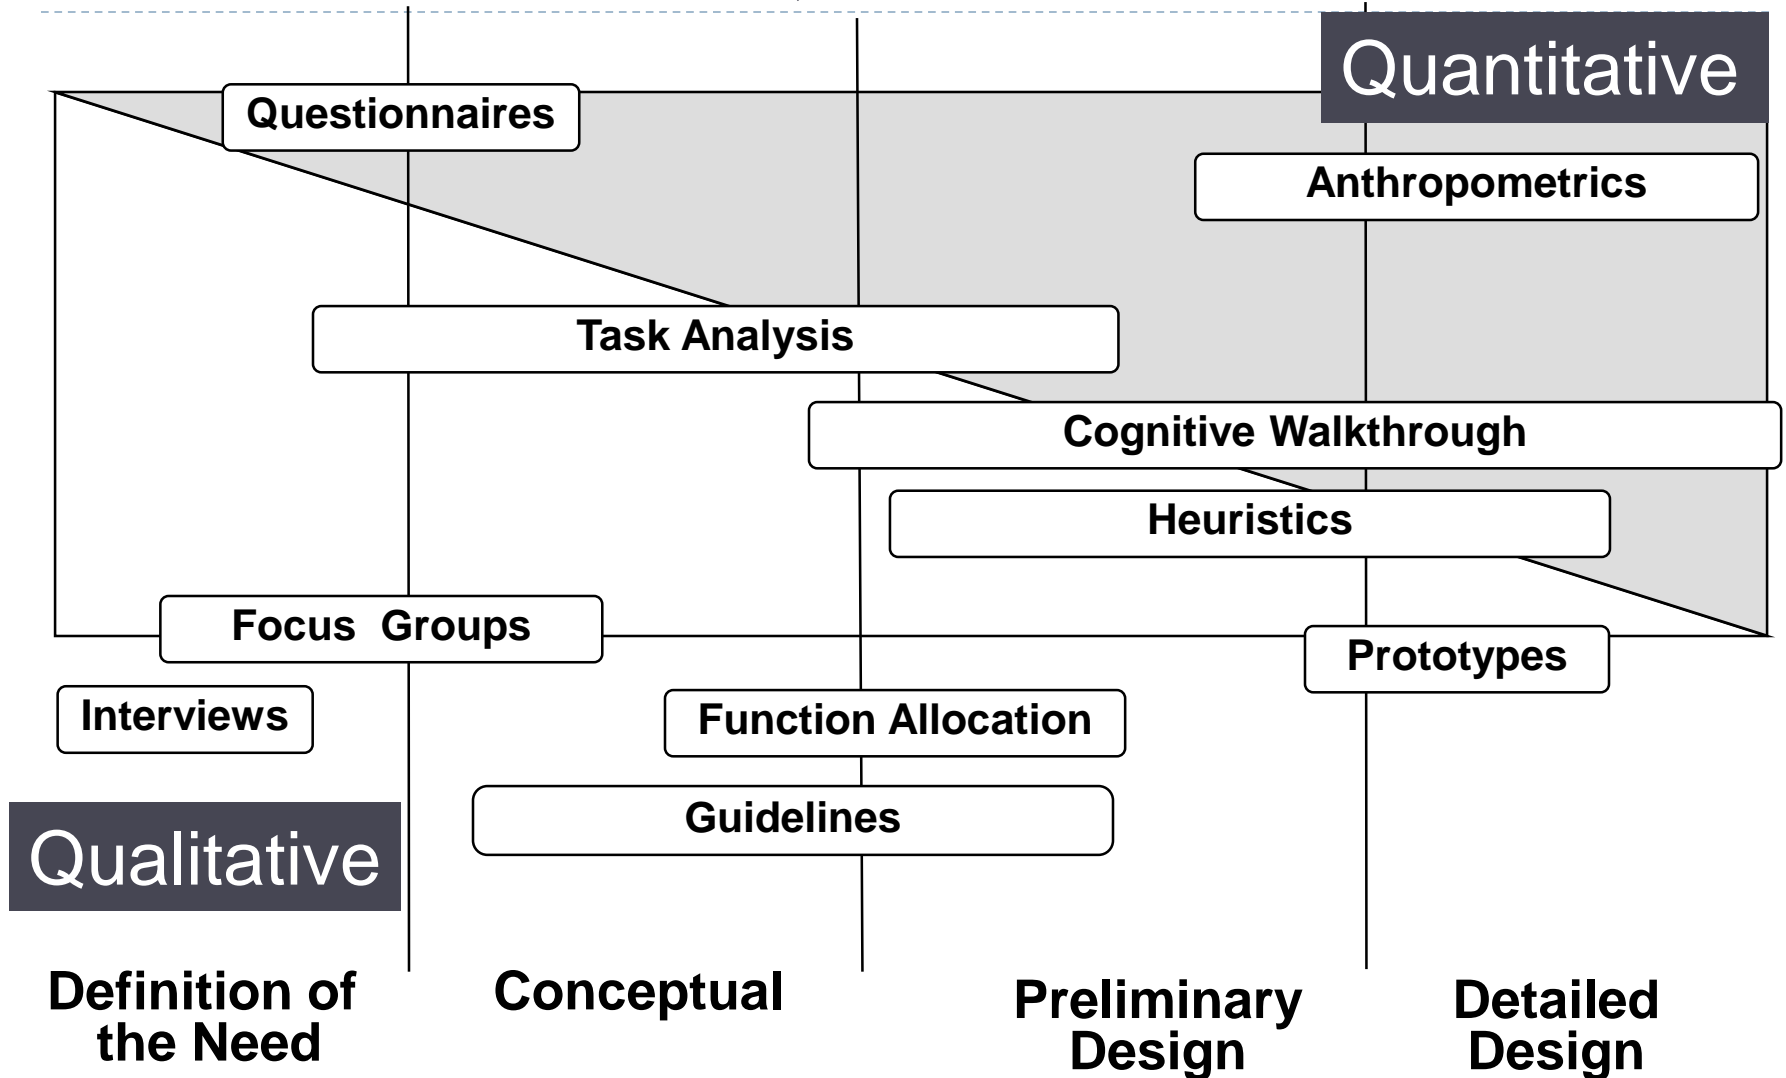 Quantitative
Questionnaires
Anthropometrics
Task Analysis
Cognitive Walkthrough
Heuristics
Focus Groups
Prototypes
Interviews
Function Allocation
Guidelines
Qualitative
Definition of
the Need
Conceptual
Preliminary
Design
Detailed
Design